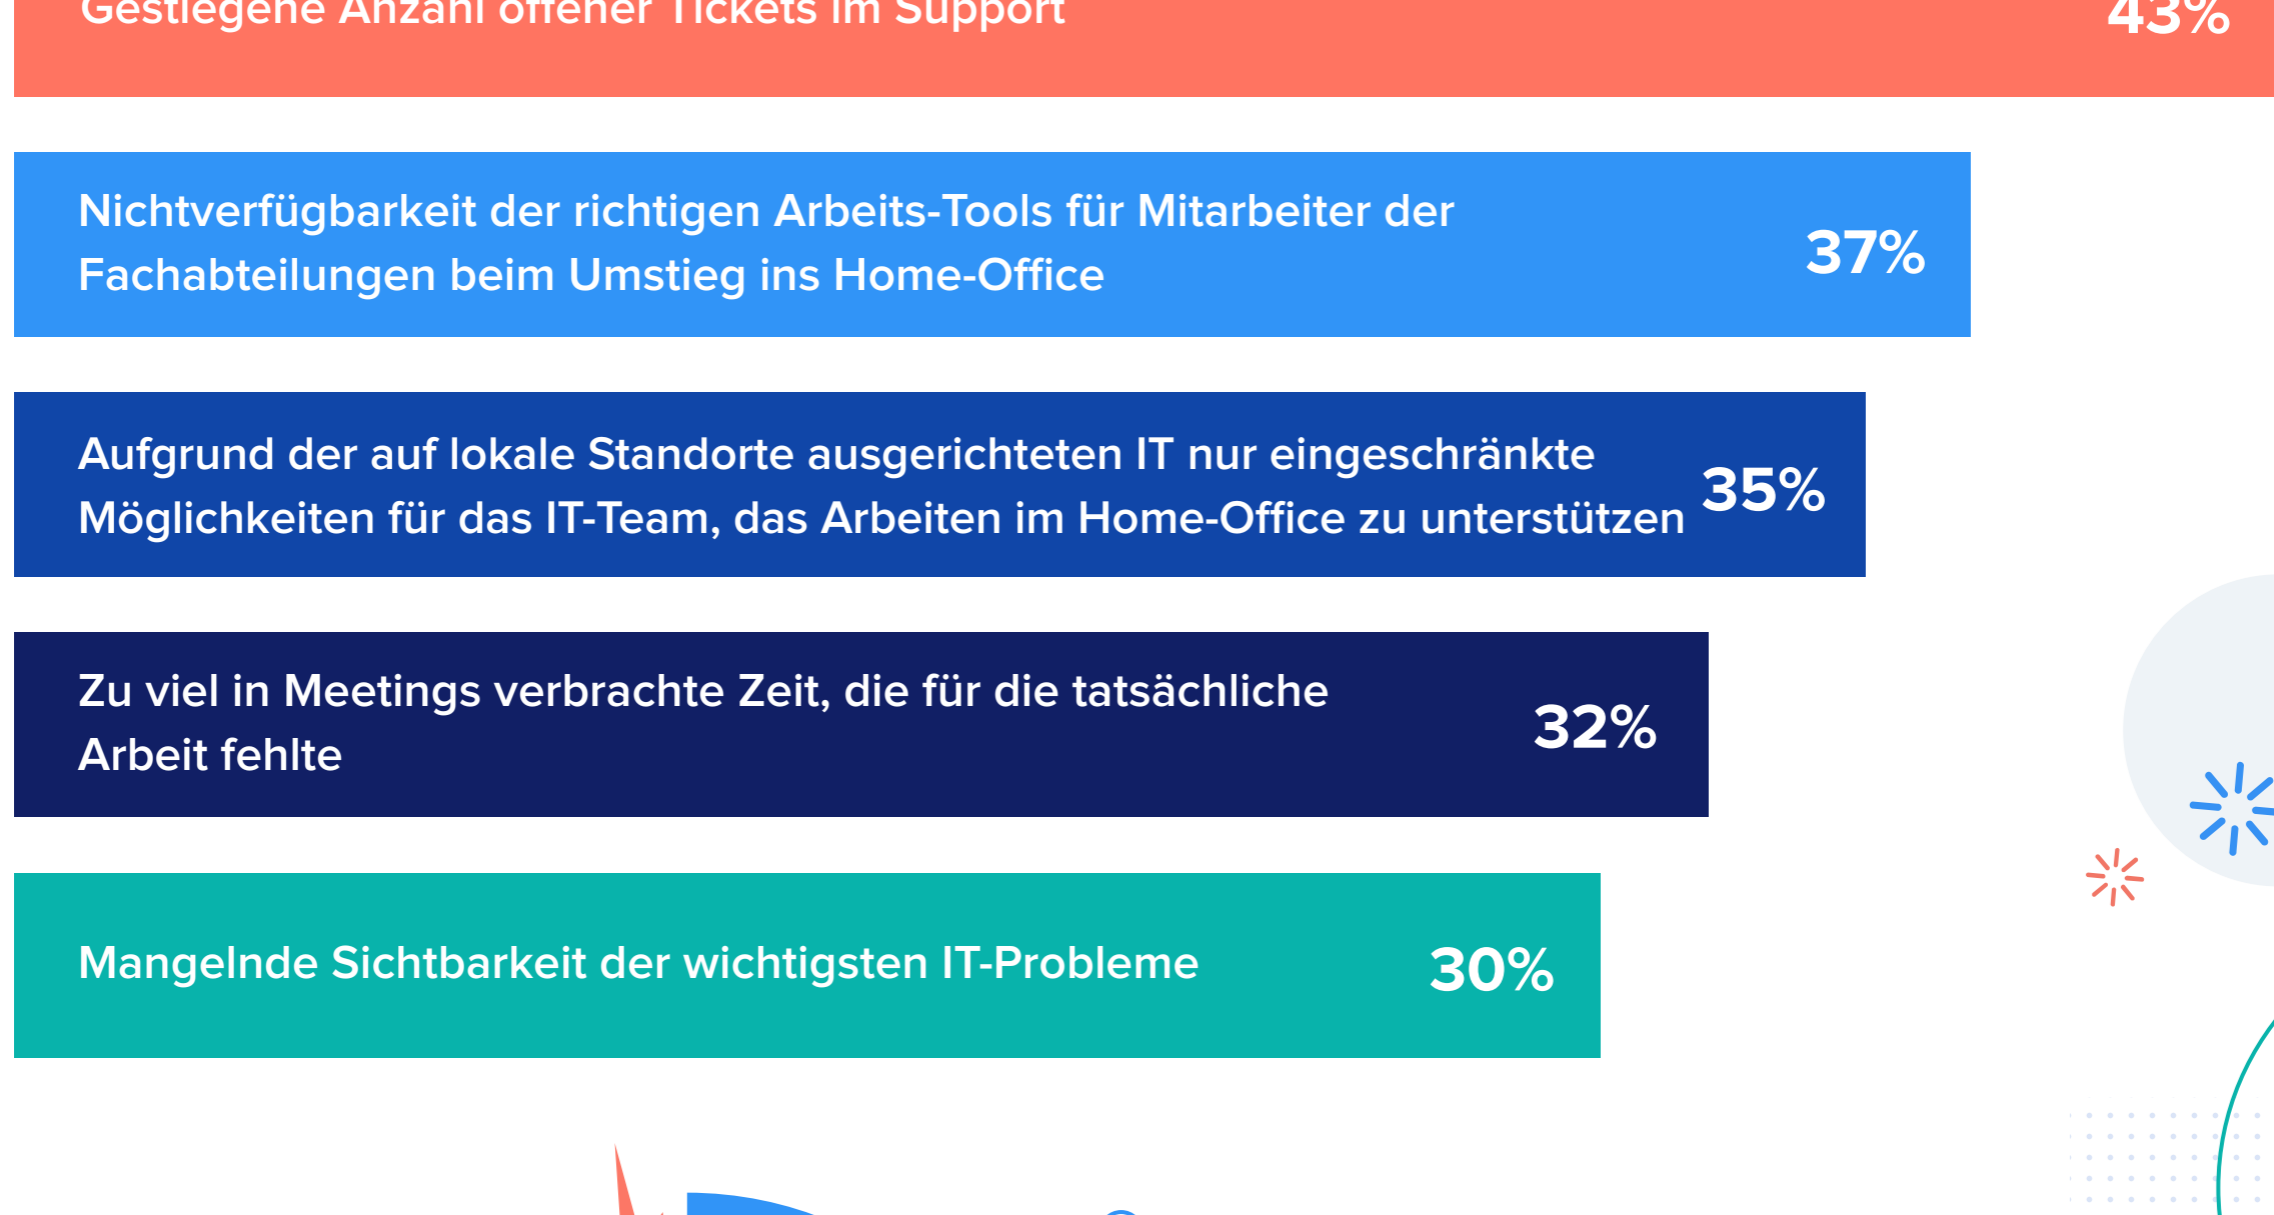 Gestiegene Anzahl offener Tickets im Support
43%
Nichtverfügbarkeit der richtigen Arbeits-Tools für Mitarbeiter der
Fachabteilungen beim Umstieg ins Home-Office
37%
Aufgrund der auf lokale Standorte ausgerichteten IT nur eingeschränkte
Möglichkeiten für das IT-Team, das Arbeiten im Home-Office zu unterstützen
35%
Zu viel in Meetings verbrachte Zeit, die für die tatsächliche
Arbeit fehlte
32%
Mangelnde Sichtbarkeit der wichtigsten IT-Probleme
30%